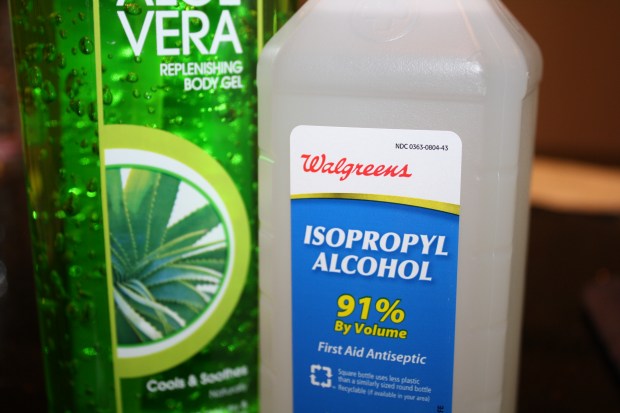 VERA
REPLENISHING
BODY GEL
Cools & Soothes
Naturally
NDC 0363-0804-43
Walgreens
ISOPROPYL
ALCOHOL
91%
By Volume
First Aid Antiseptic
Square bottle uses less plastic
than a similarly sized round bottle
Recyclable (if available in your area)